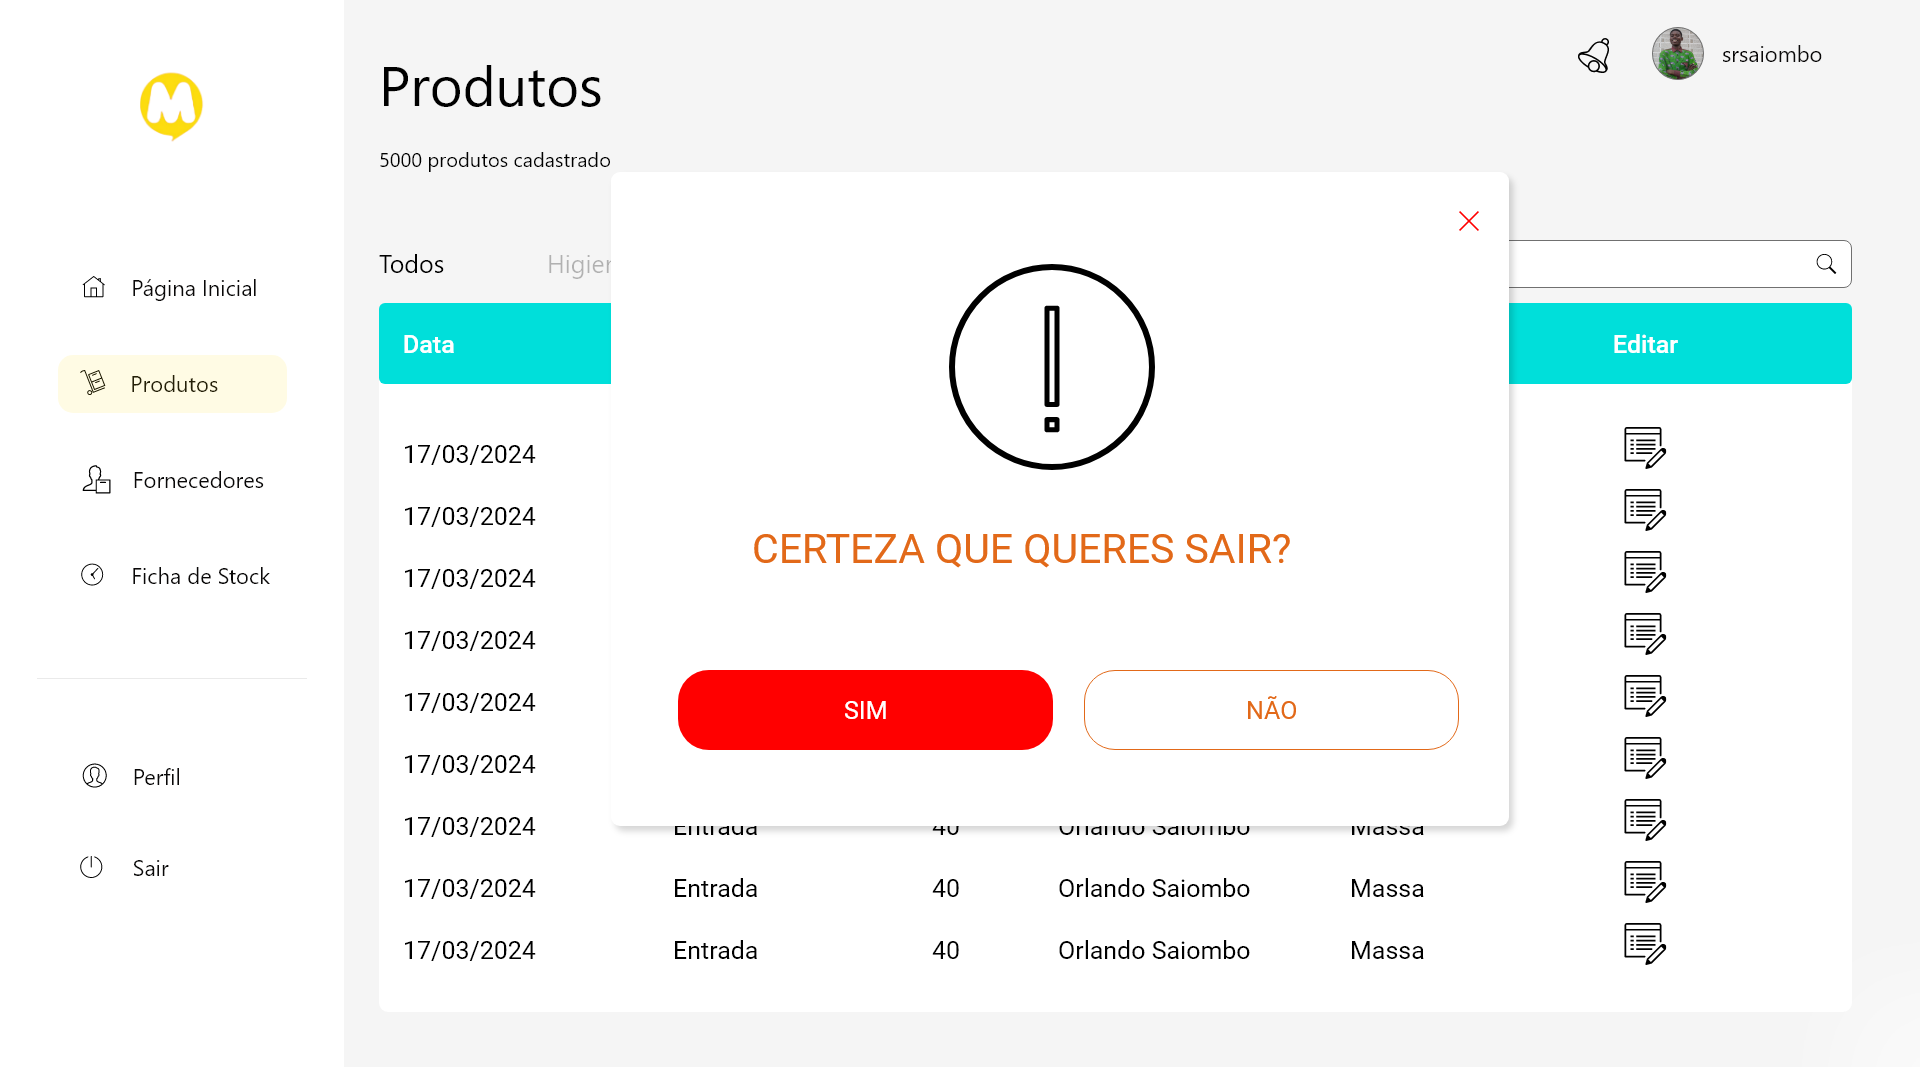 M
srsaiombo
Produtos
5000 produtos cadastrado
Todos
Página Inicial
Produtos
Fornecedores
Ficha de Stock
Perfil
Sair
Data Editar
CERTEZA QUE QUERES SAIR?
SIM NÃO
17/03/2024
17/03/2024
17/03/2024
17/03/2024
17/03/2024
17/03/2024
17/03/2024 Entrada 40 Orlando Saiombo Massa
17/03/2024 Entrada 40 Orlando Saiombo Massa
17/03/2024 Entrada 40 Orlando Saiombo Massa